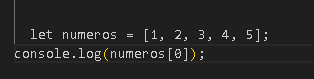 let numeros = [1, 2, 3, 4, 5];
console.log(numeros[0]);